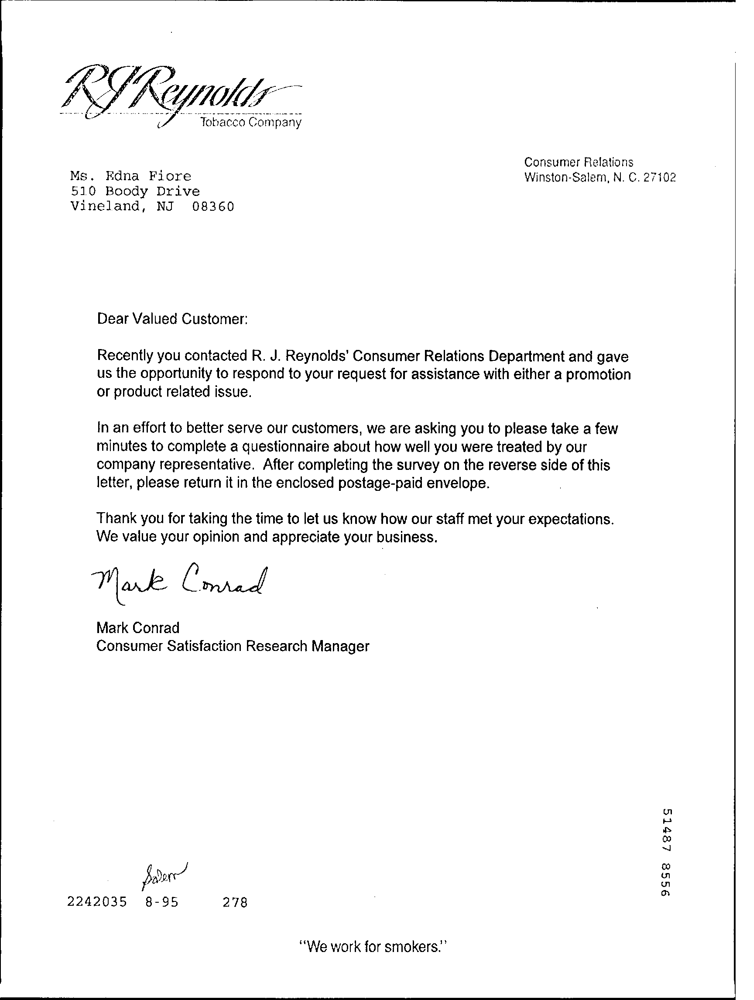 RJReynolds
Tobacco Company
Consumer Relations
Winston-Salem, N. C. 27102
Ms. Edna Fiore
510 Boody Drive
Vineland, NJ 08360
Dear Valued Customer:
Recently you contacted R. J. Reynolds' Consumer Relations Department and gave
us the opportunity to respond to your request for assistance with either a promotion
or product related issue.
In an effort to better serve our customers, we are asking you to please take a few
minutes to complete a questionnaire about how well you were treated by our
company representative. After completing the survey on the reverse side of this
letter, please return it in the enclosed postage-paid envelope.
Thank you for taking the time to let us know how our staff met your expectations.
We value your opinion and appreciate your business.
Mark Conrad
Mark Conrad
Consumer Satisfaction Research Manager
51487 8556
Salem
2242035 8-95 278
"We work for smokers."